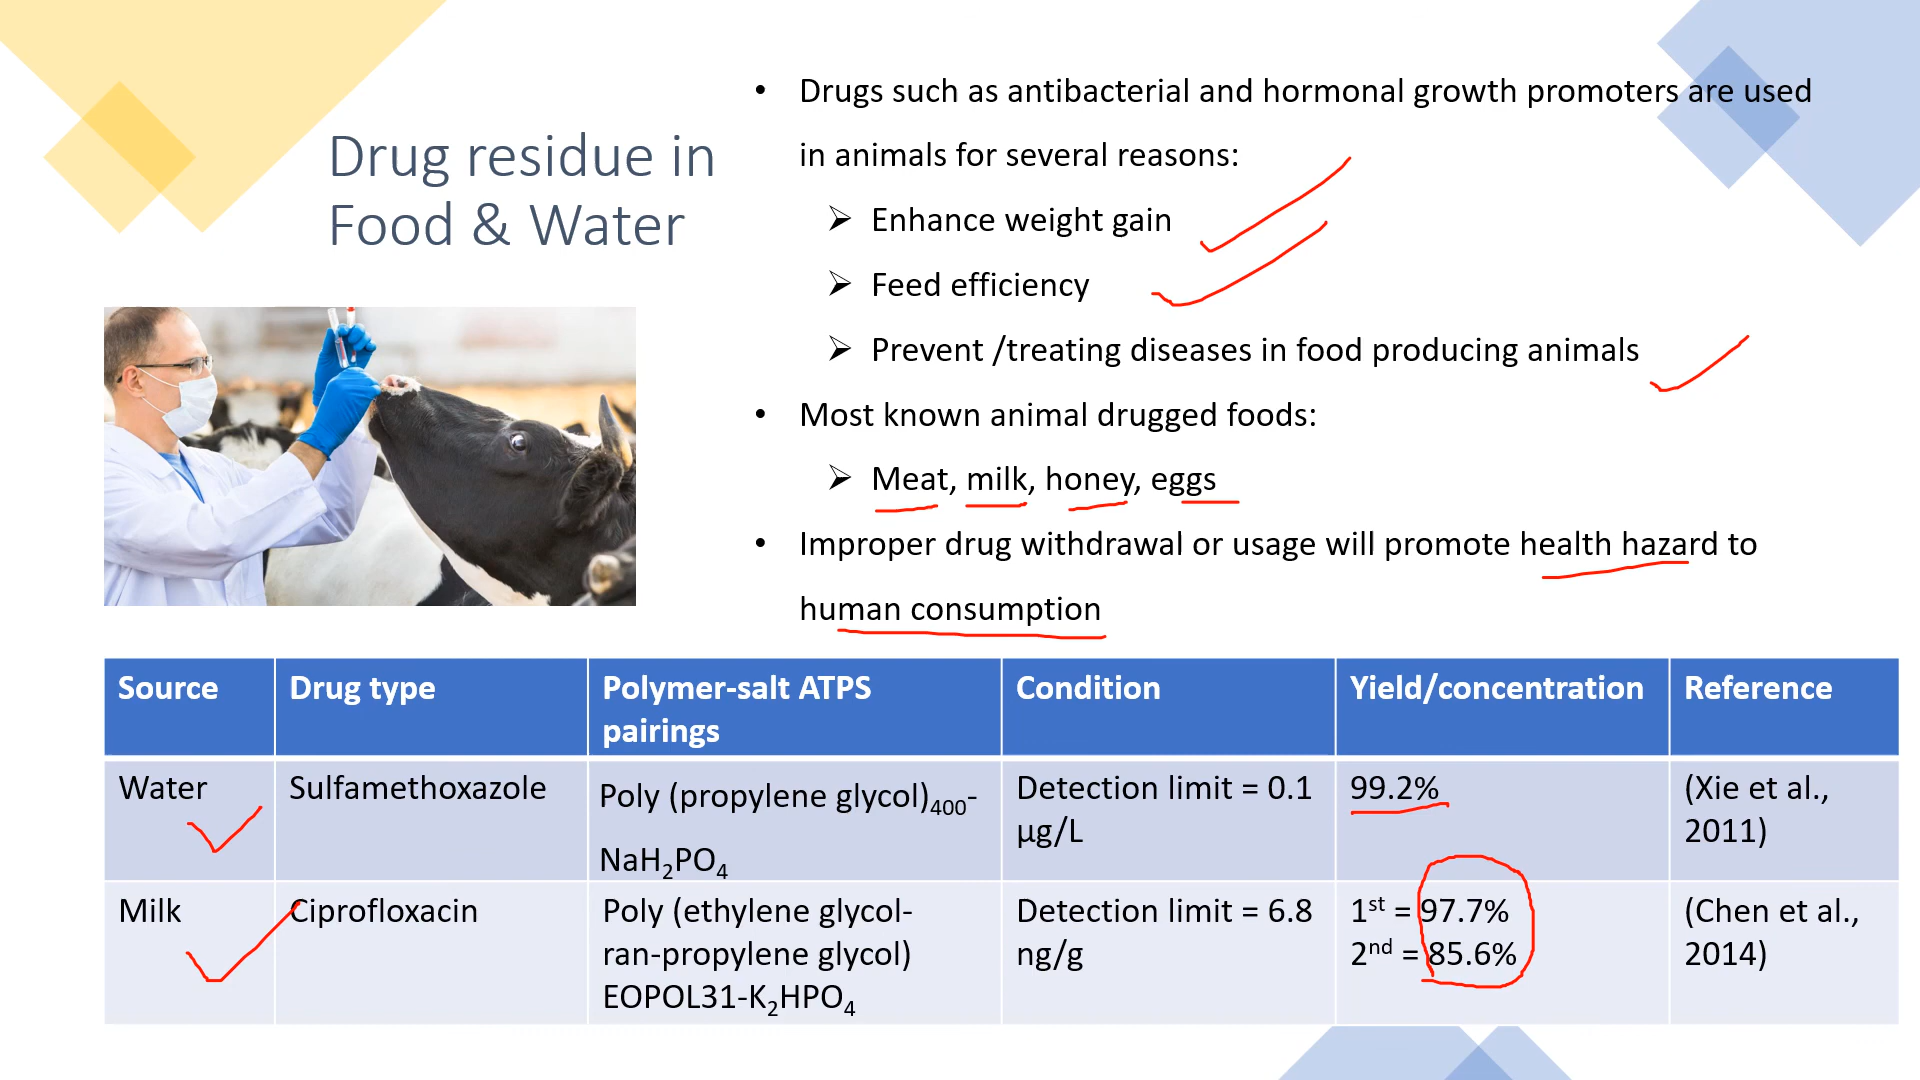 Drug residue in
Food & Water
• Drugs such as antibacterial and hormonal growth promoters are used
in animals for several reasons:
➢ Enhance weight gain
➢ Feed efficiency
➢ Prevent /treating diseases in food producing animals
• Most known animal drugged foods:
➢ Meat, milk, honey, eggs
• Improper drug withdrawal or usage will promote health hazard to
human consumption
Source Drug type Polymer-salt ATPS Condition Yield/concentration Reference
pairings
Water Sulfamethoxazole Poly (propylene glycol)₄₀₀- Detection limit = 0.1 99.2% (Xie et al.,
NaH₂PO₄ µg/L 2011)
Milk Ciprofloxacin Poly (ethylene glycol- Detection limit = 6.8 1st = 97.7% (Chen et al.,
ran-propylene glycol) ng/g 2nd = 85.6% 2014)
EOPOL31-K₂HPO₄